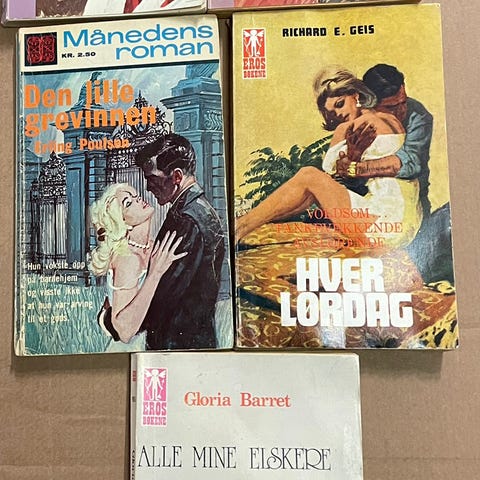 Månedens
roman
KR. 2.50
Den lille
grevinnen
Erling Poulsen
Hun vokste opp
på barnehjem
og visste ikke
at hun var arving
til et gods.
RICHARD E. GEIS
EROS
BØKENE
VOLDSOM...
TANKEVEKKENDE
HVER
LØRDAG
EROS
BØKENE
Gloria Barret
ALLE MINE ELSKERE